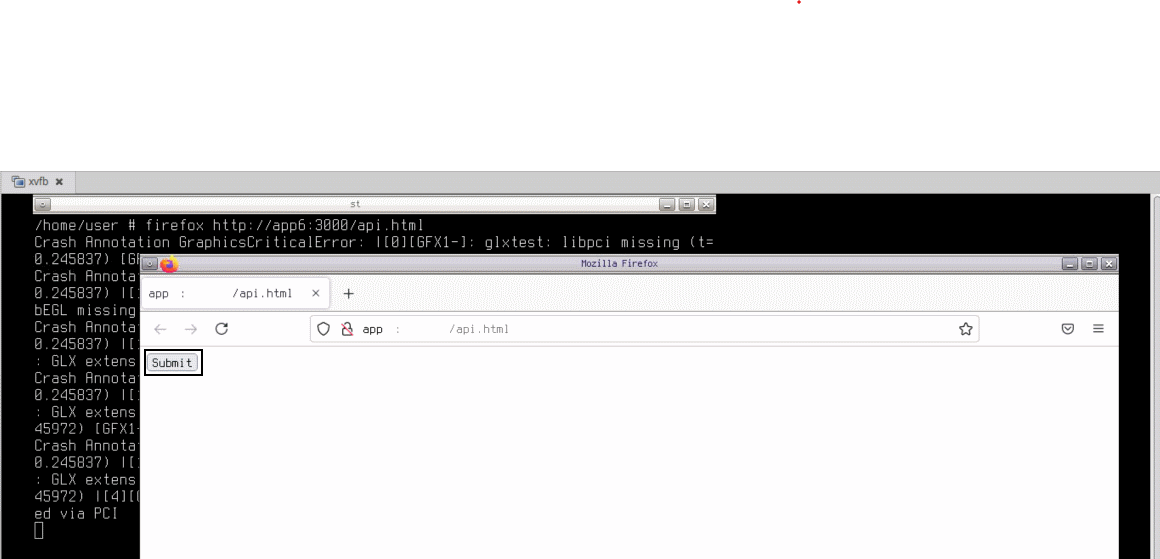 xvfb
st
/home/user # firefox http://app6:3000/api.html
Crash Annotation GraphicsCriticalError: |[0][GFX1-]: glxtest: libpci missing (t=
0.245837) [GF
Mozilla Firefox
Crash Annota
app : /api.html
0.245837) |[
bEGL missing
Crash Annota
app : /api.html
0.245837) |[
: GLX extens
Submit
Crash Annota
0.245837) |[
: GLX extens
45972) [GFX1-
Crash Annota
0.245837) |[
: GLX extens
45972) |[4][
ed via PCI